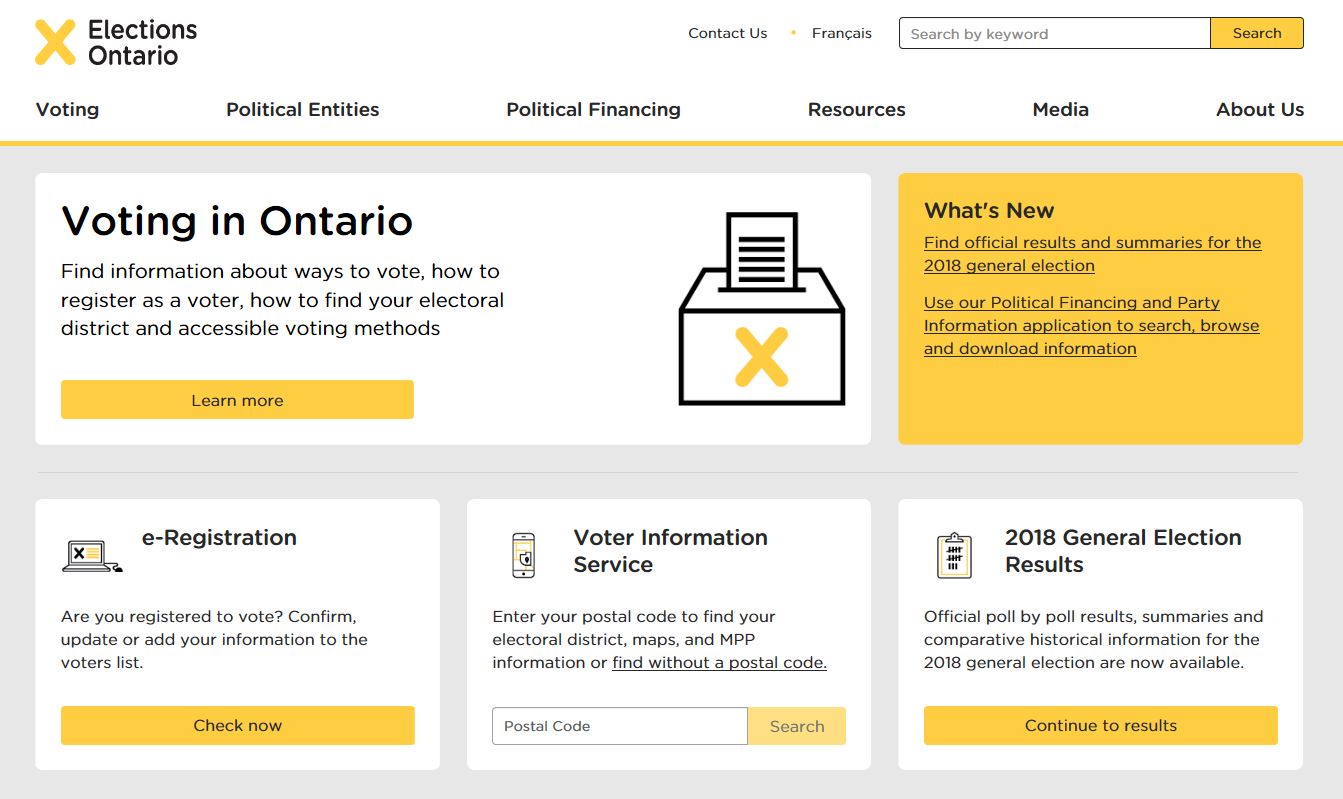 Elections
Ontario
Contact Us • Français
Search by keyword
Search
Voting
Political Entities
Political Financing
Resources
Media
About Us
Voting in Ontario
Find information about ways to vote, how to
register as a voter, how to find your electoral
district and accessible voting methods
Learn more
What's New
Find official results and summaries for the
2018 general election
Use our Political Financing and Party
Information application to search, browse
and download information
e-Registration
Are you registered to vote? Confirm,
update or add your information to the
voters list.
Check now
Voter Information
Service
Enter your postal code to find your
electoral district, maps, and MPP
information or find without a postal code.
Postal Code
Search
2018 General Election
Results
Official poll by poll results, summaries and
comparative historical information for the
2018 general election are now available.
Continue to results